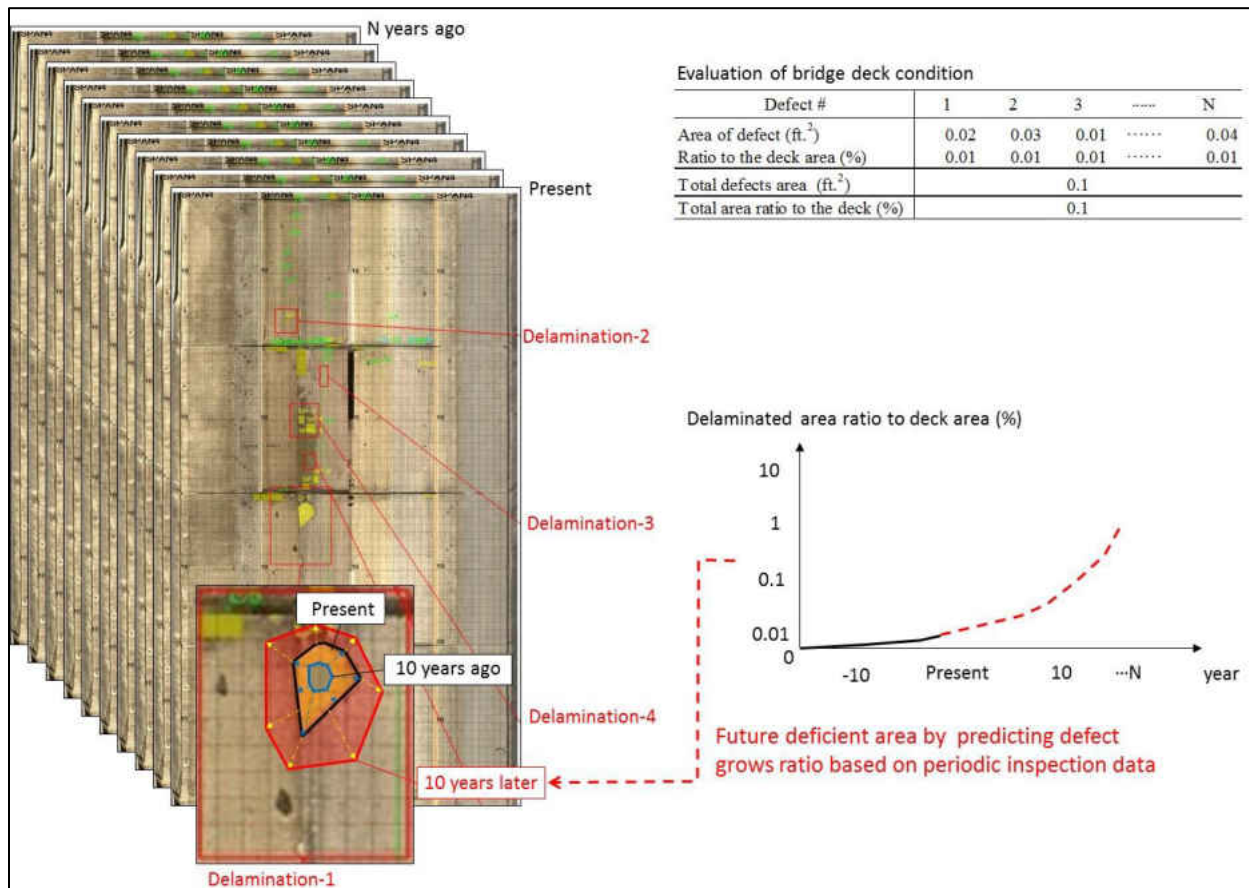 N years ago
SPAN4
Present
Evaluation of bridge deck condition
Defect # 1 2 3 ······ N
Area of defect (ft.²) 0.02 0.03 0.01 ······ 0.04
Ratio to the deck area (%) 0.01 0.01 0.01 ······ 0.01
Total defects area (ft.²) 0.1
Total area ratio to the deck (%) 0.1
Delamination-2
Delamination-3
Delamination-4
Delaminated area ratio to deck area (%)
10
1
0.1
0.01
0
-10 Present 10 ···N year
Future deficient area by predicting defect
grows ratio based on periodic inspection data
Present
10 years ago
10 years later
Delamination-1